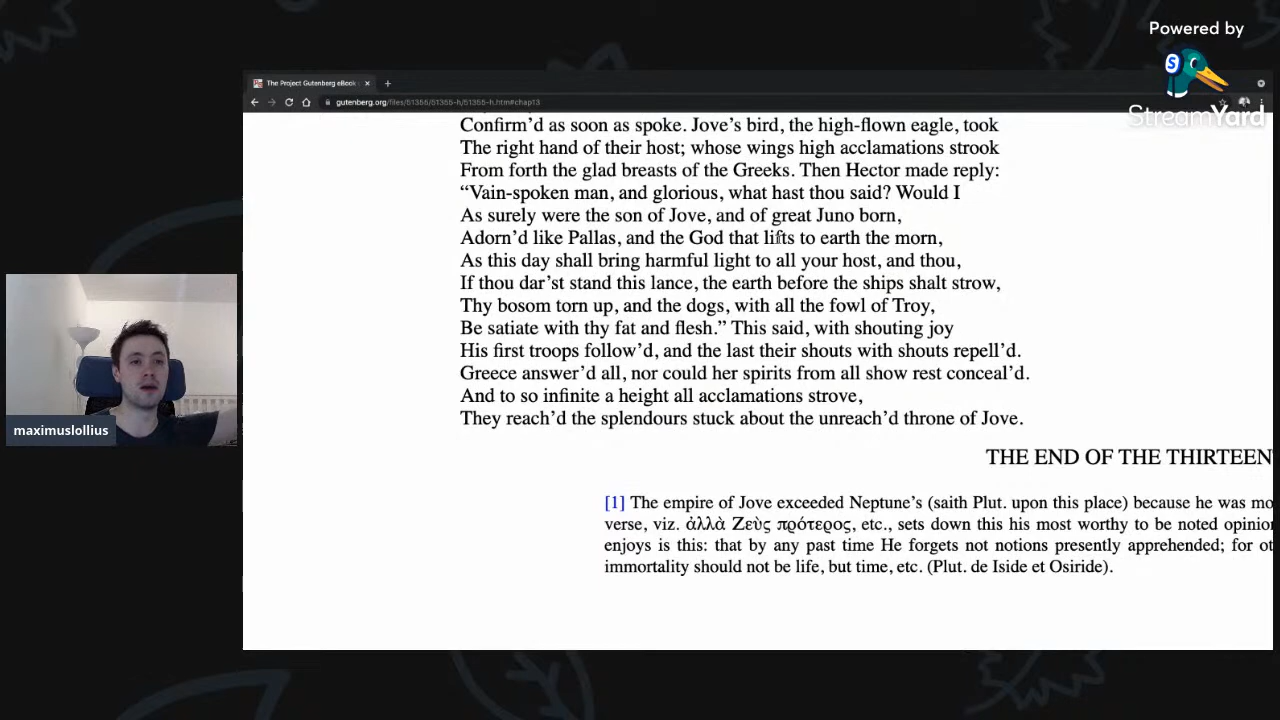 Powered by
StreamYard
The Project Gutenberg eBook
gutenberg.org/files/51355/51355-h/51355-h.htm#chap13
Confirm’d as soon as spoke. Jove’s bird, the high-flown eagle, took
The right hand of their host; whose wings high acclamations strook
From forth the glad breasts of the Greeks. Then Hector made reply:
“Vain-spoken man, and glorious, what hast thou said? Would I
As surely were the son of Jove, and of great Juno born,
Adorn’d like Pallas, and the God that lifts to earth the morn,
As this day shall bring harmful light to all your host, and thou,
If thou dar’st stand this lance, the earth before the ships shalt strow,
Thy bosom torn up, and the dogs, with all the fowl of Troy,
Be satiate with thy fat and flesh.” This said, with shouting joy
His first troops follow’d, and the last their shouts with shouts repell’d.
Greece answer’d all, nor could her spirits from all show rest conceal’d.
And to so infinite a height all acclamations strove,
They reach’d the splendours stuck about the unreach’d throne of Jove.
THE END OF THE THIRTEEN
[1] The empire of Jove exceeded Neptune’s (saith Plut. upon this place) because he was mo
verse, viz. ἀλλὰ Ζεὺς πρότερος, etc., sets down this his most worthy to be noted opinion
enjoys is this: that by any past time He forgets not notions presently apprehended; for ot
immortality should not be life, but time, etc. (Plut. de Iside et Osiride).
maximuslollius